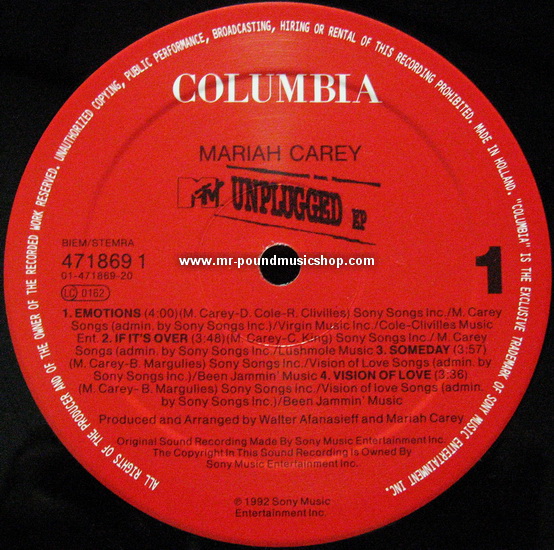 UNAUTHORIZED COPYING, PUBLIC PERFORMANCE, BROADCASTING, HIRING OR RENTAL OF THIS RECORDING PROHIBITED. MADE IN HOLLAND. "COLUMBIA" IS THE EXCLUSIVE TRADEMARK OF SONY MUSIC ENTERTAINMENT INC.
ALL RIGHTS OF THE PRODUCER AND OF THE OWNER OF THE RECORDED WORK RESERVED.
COLUMBIA
MARIAH CAREY
MTV UNPLUGGED EP
BIEM/STEMRA
471869 1
01-471869-20
LC 0162
www.mr-poundmusicshop.com
1
1. EMOTIONS (4:00)(M. Carey-D. Cole-R. Clivilles) Sony Songs Inc./M. Carey
Songs (admin. by Sony Songs Inc.)/Virgin Music Inc./Cole-Clivilles Music
Ent. 2. IF IT'S OVER (3:48)(M. Carey-C. King) Sony Songs Inc./ M. Carey
Songs (admin. by Sony Songs Inc./Lushmole Music 3. SOMEDAY (3:57)
(M. Carey-B. Margulies) Sony Songs Inc./Vision of Love Songs (admin. by
Sony Songs Inc.)/Been Jammin' Music 4. VISION OF LOVE (3:36)
(M. Carey-B. Margulies) Sony Songs Inc./Vision of love Songs (admin.
by Sony Songs Inc.)/Been Jammin' Music
Produced and Arranged by Walter Afanasieff and Mariah Carey.
Original Sound Recording Made By Sony Music Entertainment Inc.
The Copyright In This Sound Recording Is Owned By
Sony Music Entertainment Inc.
℗ 1992 Sony Music
Entertainment Inc.